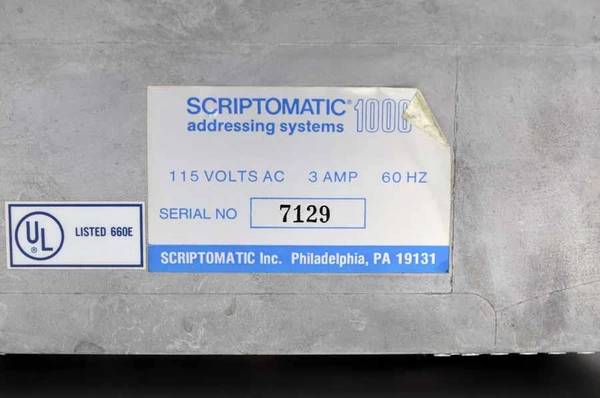 SCRIPTOMATIC® 1000
addressing systems
115 VOLTS AC 3 AMP 60 HZ
SERIAL NO 7129
SCRIPTOMATIC Inc. Philadelphia, PA 19131
UL LISTED 660E